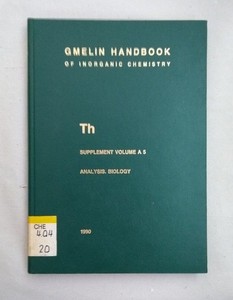 GMELIN HANDBOOK
OF INORGANIC CHEMISTRY
Th
SUPPLEMENT VOLUME A 5
ANALYSIS. BIOLOGY
1990
CHE
404
20